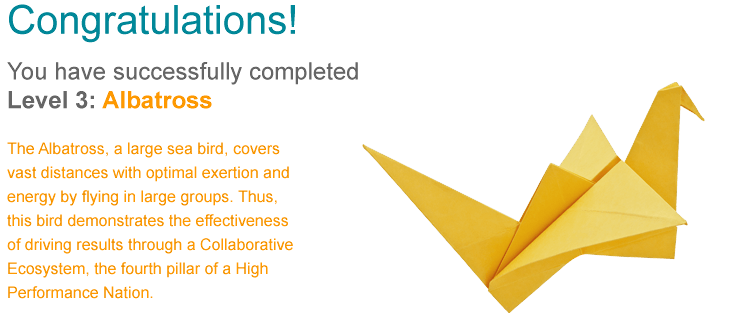 Congratulations!
You have successfully completed
Level 3: Albatross
The Albatross, a large sea bird, covers
vast distances with optimal exertion and
energy by flying in large groups. Thus,
this bird demonstrates the effectiveness
of driving results through a Collaborative
Ecosystem, the fourth pillar of a High
Performance Nation.